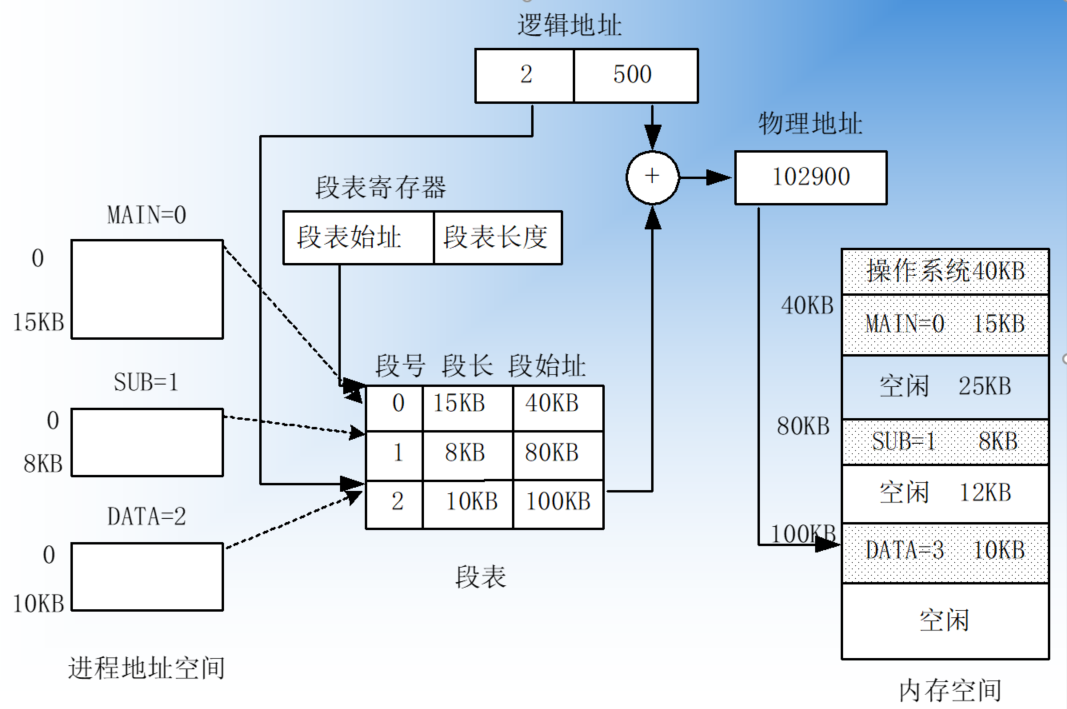 逻辑地址
2 500
物理地址
+ 102900
段表寄存器
段表始址 段表长度
MAIN=0
0
15KB
SUB=1
0
8KB
DATA=2
0
10KB
进程地址空间
段号 段长 段始址
0 15KB 40KB
1 8KB 80KB
2 10KB 100KB
段表
操作系统40KB
40KB
MAIN=0 15KB
空闲 25KB
80KB
SUB=1 8KB
空闲 12KB
100KB
DATA=3 10KB
空闲
内存空间